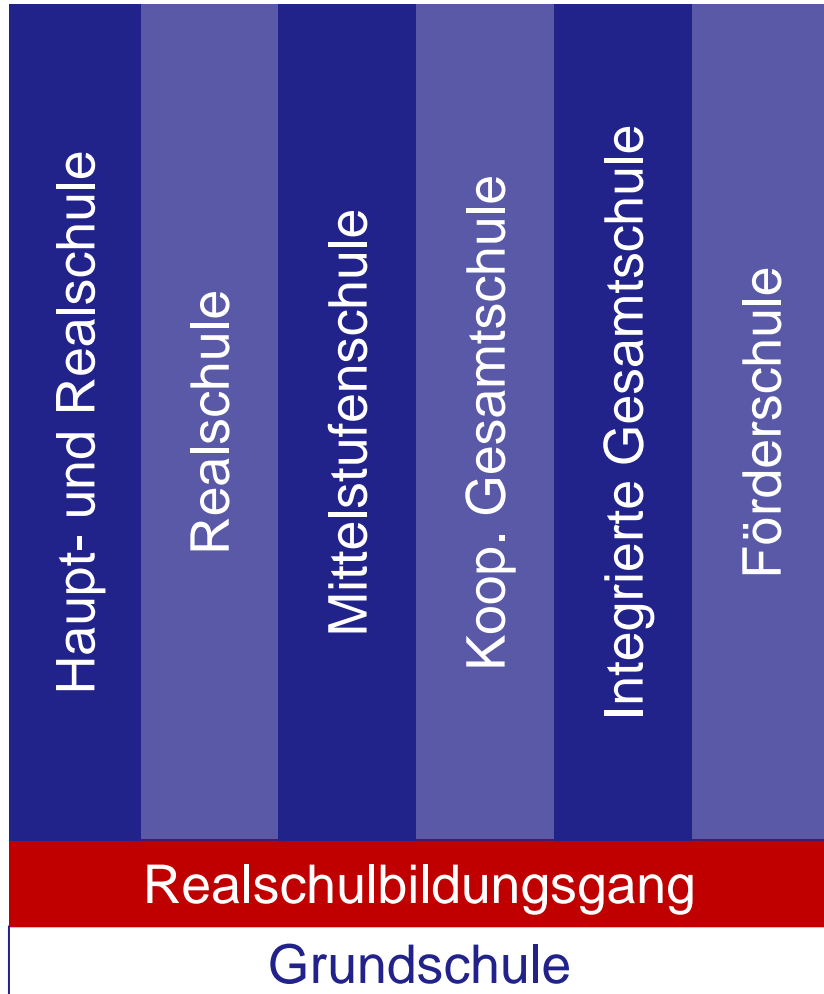 Haupt- und Realschule
Realschule
Mittelstufenschule
Koop. Gesamtschule
Integrierte Gesamtschule
Förderschule
Realschulbildungsgang
Grundschule